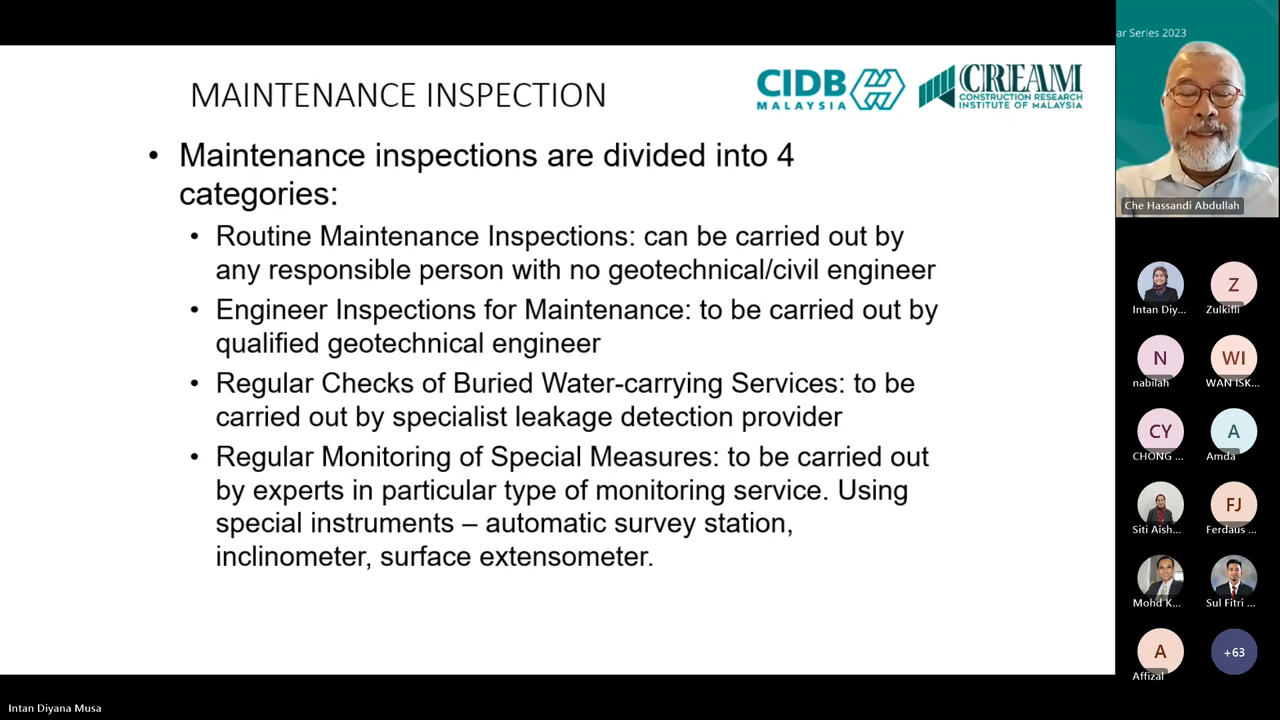 MAINTENANCE INSPECTION
CIDB
MALAYSIA
CREAM
CONSTRUCTION RESEARCH
INSTITUTE OF MALAYSIA
• Maintenance inspections are divided into 4
categories:
• Routine Maintenance Inspections: can be carried out by
any responsible person with no geotechnical/civil engineer
• Engineer Inspections for Maintenance: to be carried out by
qualified geotechnical engineer
• Regular Checks of Buried Water-carrying Services: to be
carried out by specialist leakage detection provider
• Regular Monitoring of Special Measures: to be carried out
by experts in particular type of monitoring service. Using
special instruments – automatic survey station,
inclinometer, surface extensometer.
ar Series 2023
Che Hassandi Abdullah
Intan Diy...
Z
Zulkifli
N
nabilah
WI
WAN ISK...
CY
CHONG ...
A
Amda
Siti Aish...
FJ
Ferdaus ...
Mohd K...
Sul Fitri ...
A
Affizal
+63
Intan Diyana Musa